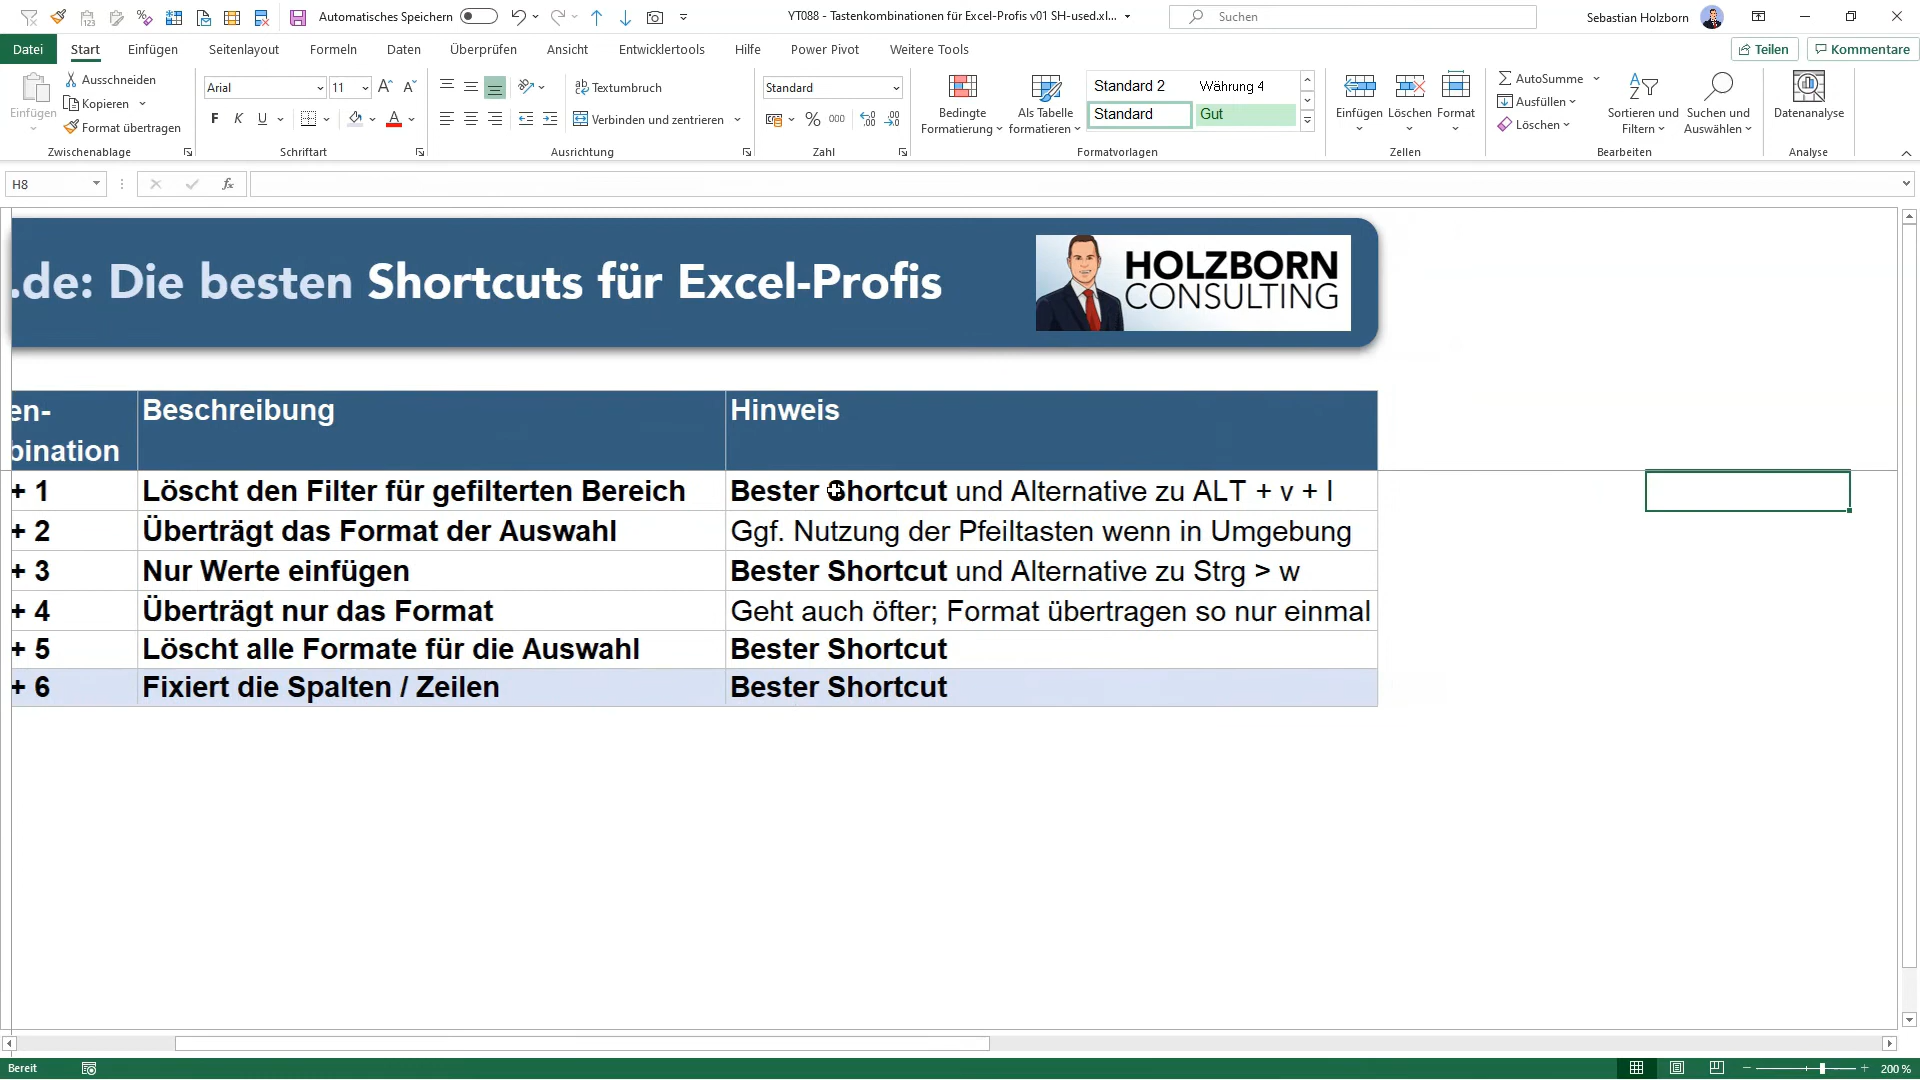 Automatisches Speichern
YT088 - Tastenkombinationen für Excel-Profis v01 SH-used.xl...
Suchen
Sebastian Holzborn
Datei Start Einfügen Seitenlayout Formeln Daten Überprüfen Ansicht Entwicklertools Hilfe Power Pivot Weitere Tools
Teilen Kommentare
Einfügen
Ausschneiden
Kopieren
Format übertragen
Zwischenablage
Arial 11
F K U
Schriftart
Textumbruch
Verbinden und zentrieren
Ausrichtung
Standard
% 000
Zahl
Bedingte
Formatierung
Als Tabelle
formatieren
Standard 2 Währung 4
Standard Gut
Formatvorlagen
Einfügen Löschen Format
Zellen
AutoSumme
Ausfüllen
Löschen
Sortieren und
Filtern
Suchen und
Auswählen
Bearbeiten
Datenanalyse
Analyse
H8
fx
.de: Die besten Shortcuts für Excel-Profis
HOLZBORN
CONSULTING
en-
bination
Beschreibung
Hinweis
+ 1 Löscht den Filter für gefilterten Bereich Bester Shortcut und Alternative zu ALT + v + l
+ 2 Überträgt das Format der Auswahl Ggf. Nutzung der Pfeiltasten wenn in Umgebung
+ 3 Nur Werte einfügen Bester Shortcut und Alternative zu Strg > w
+ 4 Überträgt nur das Format Geht auch öfter; Format übertragen so nur einmal
+ 5 Löscht alle Formate für die Auswahl Bester Shortcut
+ 6 Fixiert die Spalten / Zeilen Bester Shortcut
Bereit
200 %